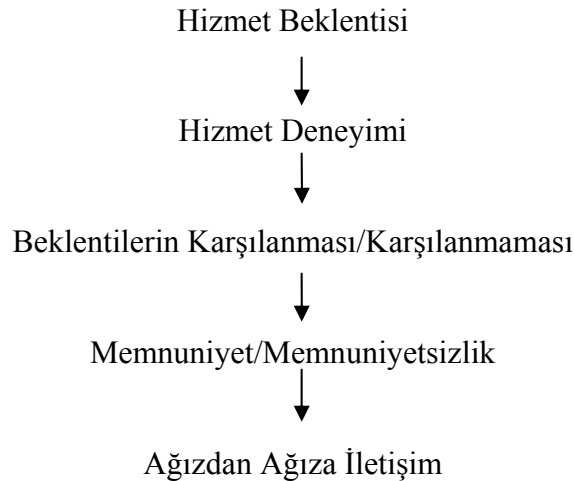 Hizmet Beklentisi
Hizmet Deneyimi
Beklentilerin Karşılanması/Karşılanmaması
Memnuniyet/Memnuniyetsizlik
Ağızdan Ağıza İletişim